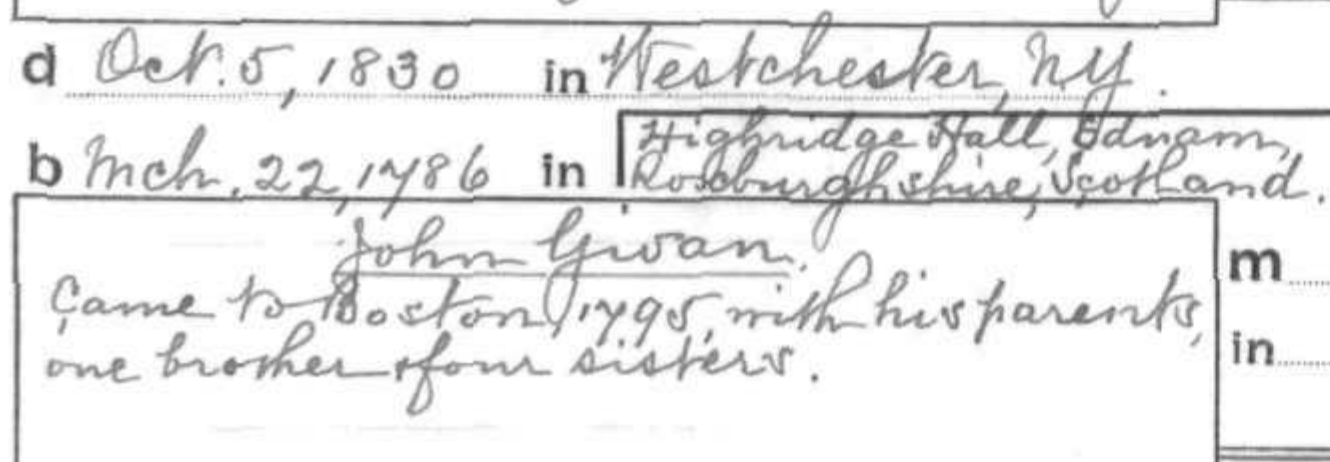 d Oct. 5, 1830 in Westchester, NY.
b Mch. 22, 1786 in Highridge Hall, Ednam,
Roxburghshire, Scotland.
John Givan.
m
Came to Boston, 1795, with his parents,
one brother & four sisters.
in